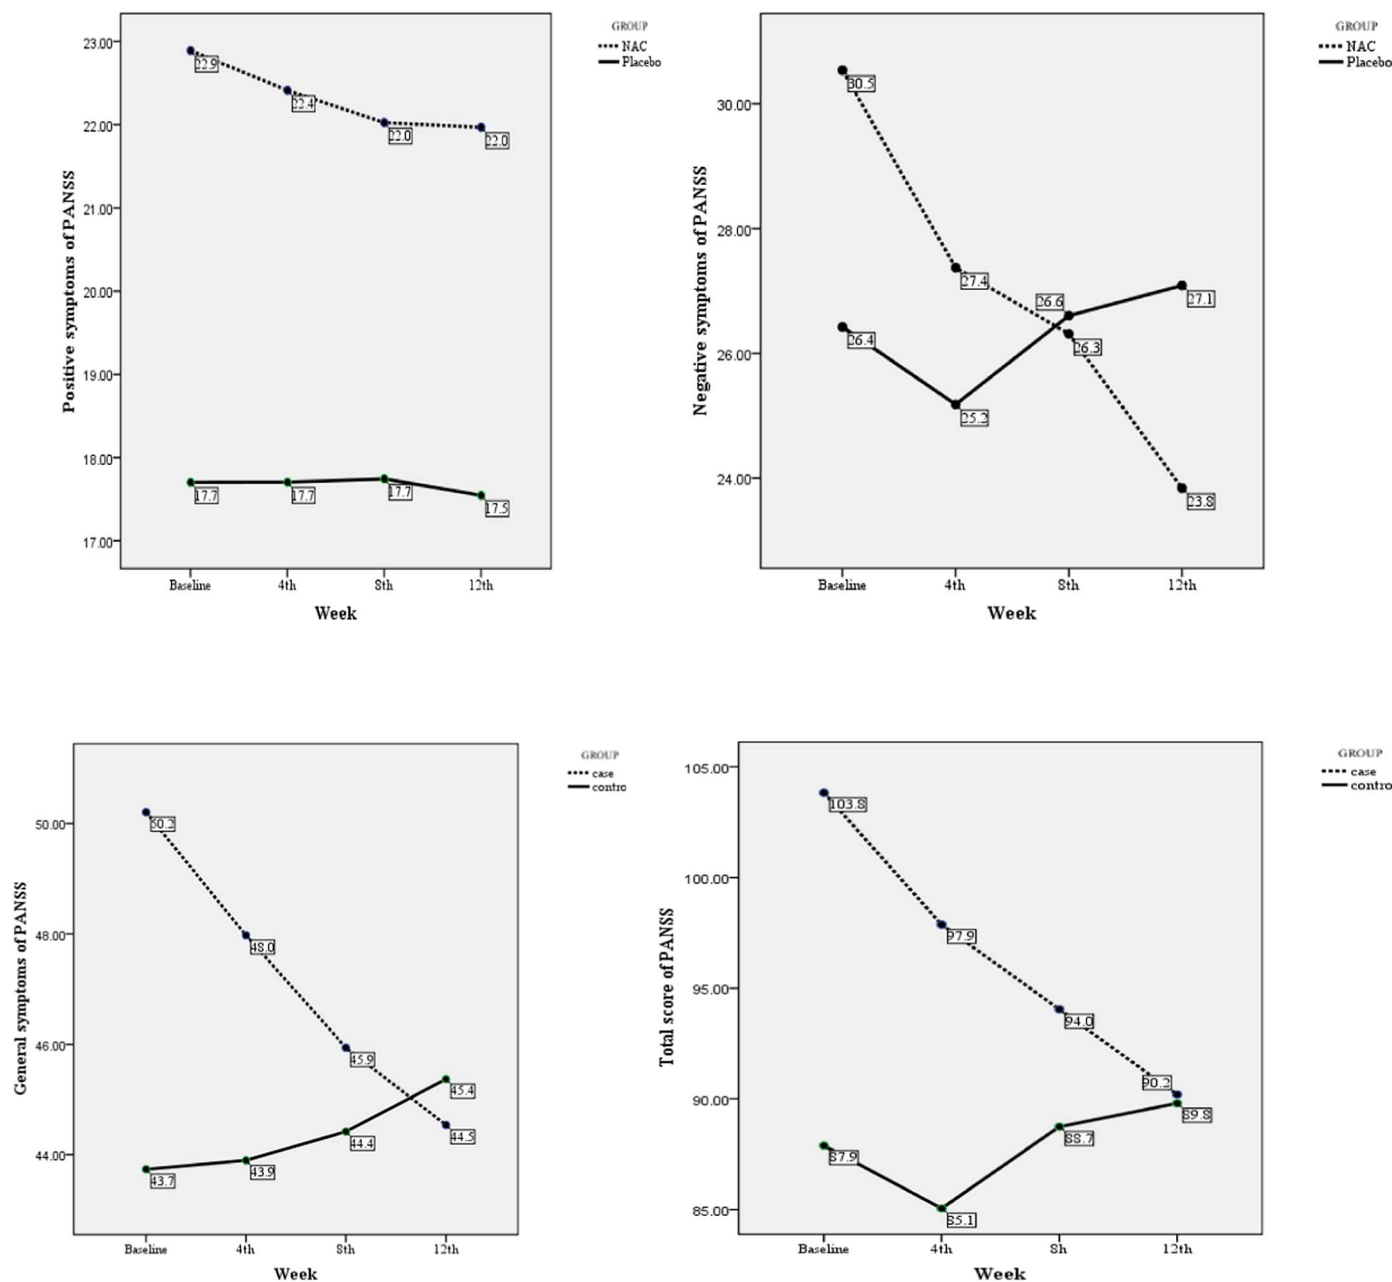 GROUP
NAC
Placebo
Positive symptoms of PANSS
23.00
22.00
21.00
20.00
19.00
18.00
17.00
22.9
22.4
22.0
22.0
17.7
17.7
17.7
17.5
Baseline 4th 8th 12th
Week
GROUP
NAC
Placebo
Negative symptoms of PANSS
30.00
28.00
26.00
24.00
30.5
27.4
26.6
27.1
26.4
26.3
25.2
23.8
Baseline 4th 8th 12th
Week
GROUP
case
contro
General symptoms of PANSS
50.00
48.00
46.00
44.00
50.2
48.0
45.9
45.4
44.5
44.4
43.9
43.7
Baseline 4th 8th 12th
Week
GROUP
case
contro
Total score of PANSS
105.00
100.00
95.00
90.00
85.00
103.8
97.9
94.0
90.2
89.8
88.7
87.9
85.1
Baseline 4th 8h 12th
Week